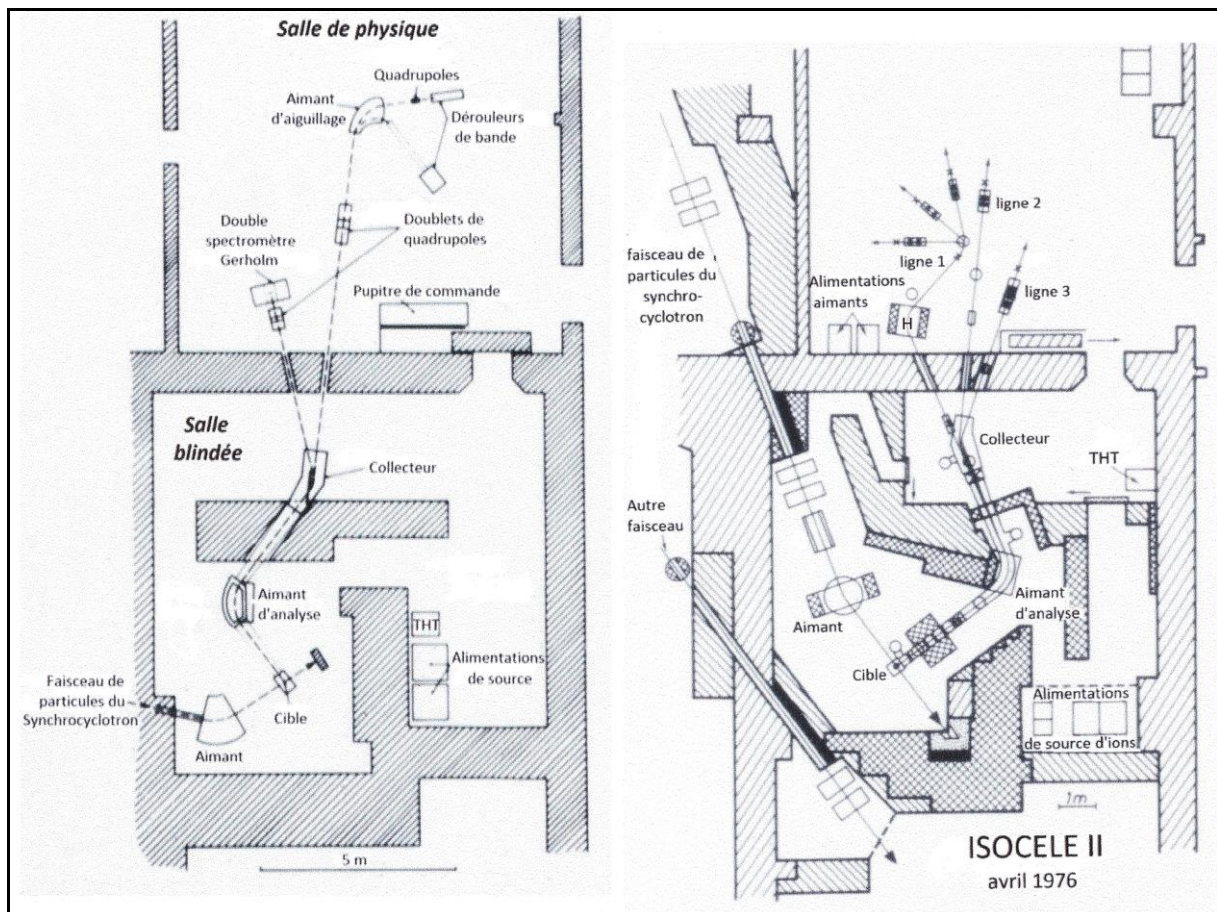 Salle de physique
Quadrupoles
Aimant
d'aiguillage
Dérouleurs
de bande
Double
spectromètre
Gerholm
Doublets de
quadrupoles
Pupitre de commande
Salle
blindée
Collecteur
Aimant
d'analyse
THT
Alimentations
de source
Faisceau de
particules du
Synchrocyclotron
Cible
Aimant
5 m
faisceau de
particules du
synchro-
cyclotron
ligne 2
ligne 1
Alimentations
aimants
ligne 3
H
Collecteur
THT
Autre
faisceau
Aimant
d'analyse
Aimant
Cible
Alimentations
de source d'ions
1m
ISOCELE II
avril 1976